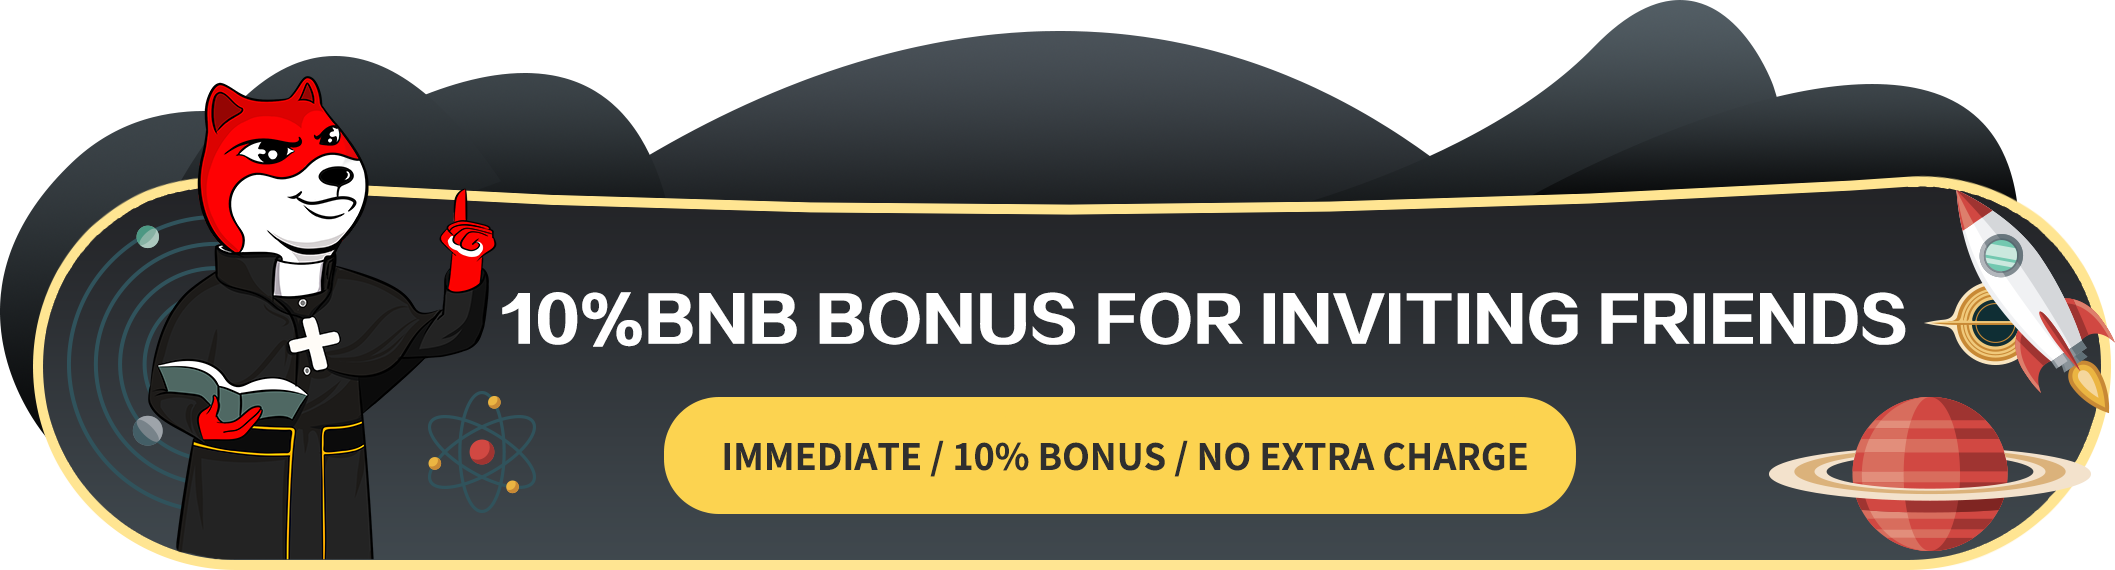 10%BNB BONUS FOR INVITING FRIENDS
IMMEDIATE / 10% BONUS / NO EXTRA CHARGE